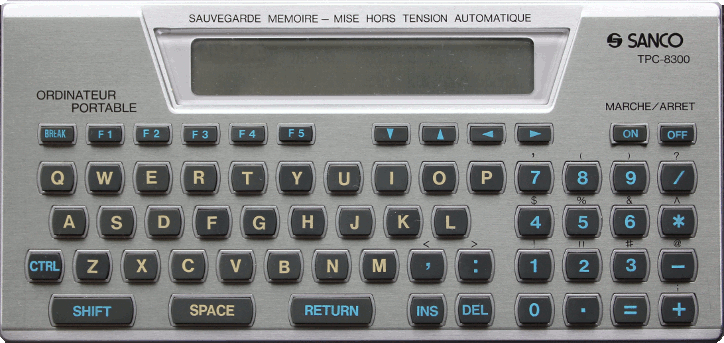 SAUVEGARDE MEMOIRE – MISE HORS TENSION AUTOMATIQUE
SANCO
TPC-8300
ORDINATEUR
PORTABLE
MARCHE/ARRET
BREAK F1 F2 F3 F4 F5 ▼ ▲ ◄ ► ON OFF
' ( ) ?
Q W E R T Y U I O P 7 8 9 /
$ % & ^
A S D F G H J K L 4 5 6 *
< > ! " # @
CTRL Z X C V B N M , : 1 2 3 –
;
SHIFT SPACE RETURN INS DEL 0 . = +